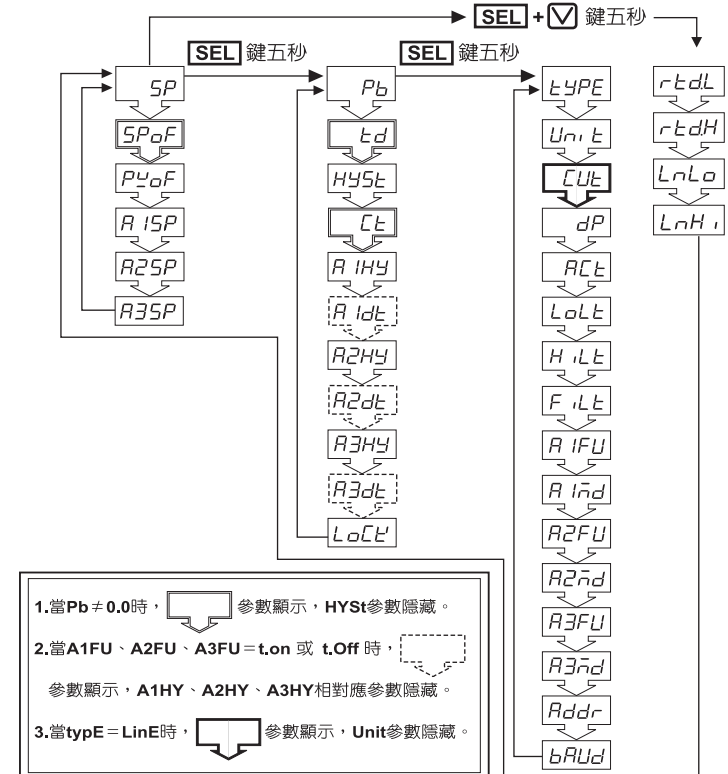 SEL + V 鍵五秒
SEL 鍵五秒
SEL 鍵五秒
SP
SPoF
PVoF
A1SP
A2SP
A3SP
Pb
td
HYSt
Ct
A1HY
A1dt
A2HY
A2dt
A3HY
A3dt
LoCK
tYPE
Unit
CUt
dP
ACt
LoLt
HiLt
FiLt
A1FU
A1md
A2FU
A2md
A3FU
A3md
Addr
bAUd
rtd.L
rtd.H
LnLo
LnHi
1.當Pb≠0.0時，參數顯示，HYSt參數隱藏。
2.當A1FU、A2FU、A3FU＝t.on 或 t.Off 時，
參數顯示，A1HY、A2HY、A3HY相對應參數隱藏。
3.當typE＝LinE時，參數顯示，Unit參數隱藏。